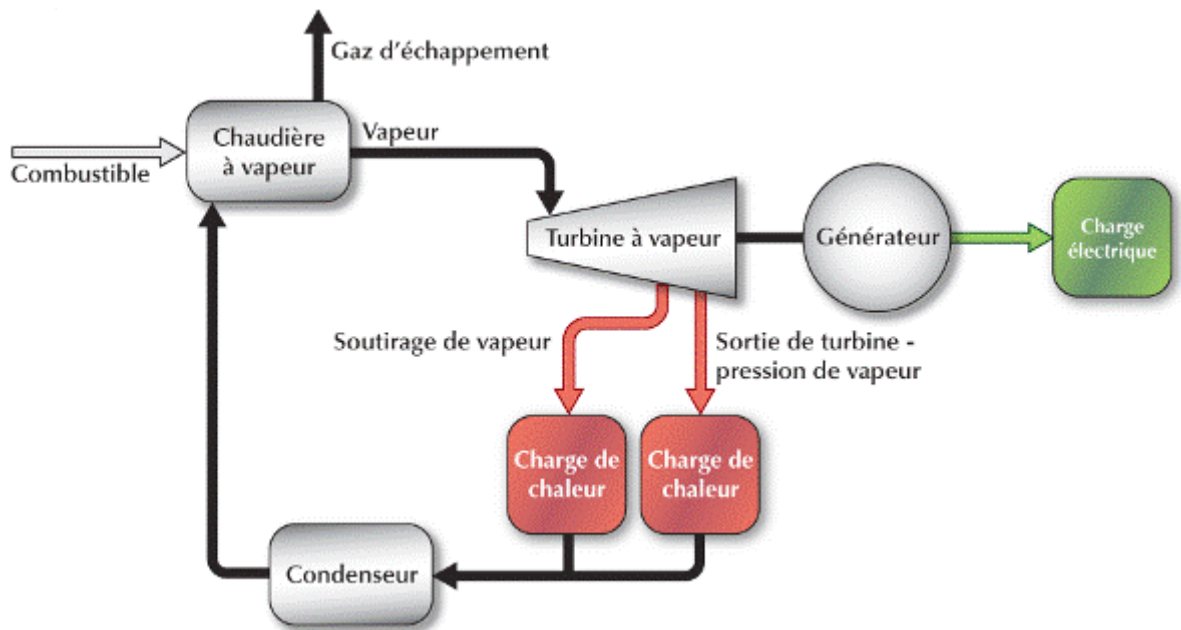 Gaz d'échappement
Chaudière
à vapeur
Vapeur
Combustible
Turbine à vapeur
Générateur
Charge
électrique
Soutirage de vapeur
Sortie de turbine -
pression de vapeur
Charge de
chaleur
Charge de
chaleur
Condenseur